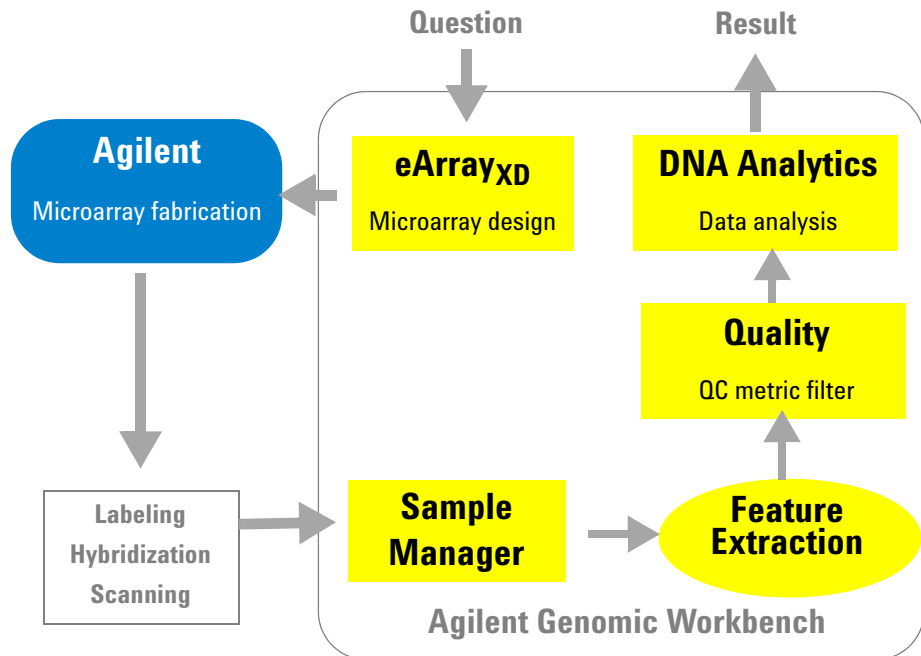 Question
Result
Agilent
Microarray fabrication
eArrayXD
Microarray design
DNA Analytics
Data analysis
Quality
QC metric filter
Labeling
Hybridization
Scanning
Sample
Manager
Feature
Extraction
Agilent Genomic Workbench